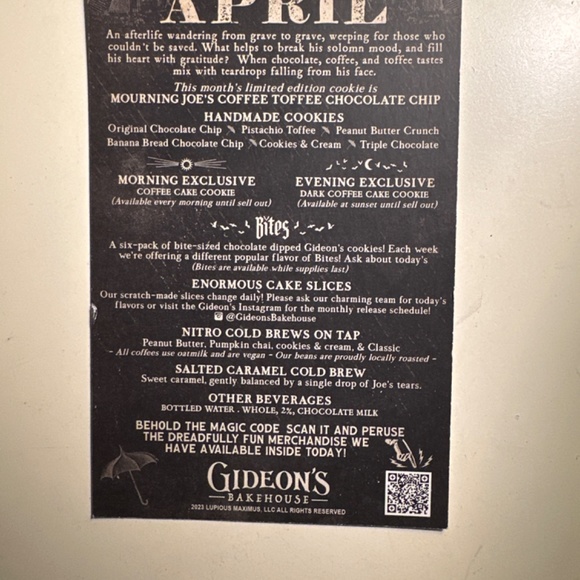 APRIL
An afterlife wandering from grave to grave, weeping for those who
couldn't be saved. What helps to break his solomn mood, and fill
his heart with gratitude? When chocolate, coffee, and toffee tastes
mix with teardrops falling from his face.
This month's limited edition cookie is
MOURNING JOE'S COFFEE TOFFEE CHOCOLATE CHIP
HANDMADE COOKIES
Original Chocolate Chip Pistachio Toffee Peanut Butter Crunch
Banana Bread Chocolate Chip Cookies & Cream Triple Chocolate
MORNING EXCLUSIVE
COFFEE CAKE COOKIE
(Available every morning until sell out)
EVENING EXCLUSIVE
DARK COFFEE CAKE COOKIE
(Available at sunset until sell out)
Bites
A six-pack of bite-sized chocolate dipped Gideon's cookies! Each week
we're offering a different popular flavor of Bites! Ask about today's
(Bites are available while supplies last)
ENORMOUS CAKE SLICES
Our scratch-made slices change daily! Please ask our charming team for today's
flavors or visit the Gideon's Instagram for the monthly release schedule!
@GideonsBakehouse
NITRO COLD BREWS ON TAP
Peanut Butter, Pumpkin chai, cookies & cream, & Classic
- All coffees use oatmilk and are vegan - Our beans are proudly locally roasted -
SALTED CARAMEL COLD BREW
Sweet caramel, gently balanced by a single drop of Joe's tears.
OTHER BEVERAGES
BOTTLED WATER . WHOLE, 2%, CHOCOLATE MILK
BEHOLD THE MAGIC CODE SCAN IT AND PERUSE
THE DREADFULLY FUN MERCHANDISE WE
HAVE AVAILABLE INSIDE TODAY!
GIDEON'S
BAKEHOUSE
2023 LUPIOUS MAXIMUS, LLC ALL RIGHTS RESERVED